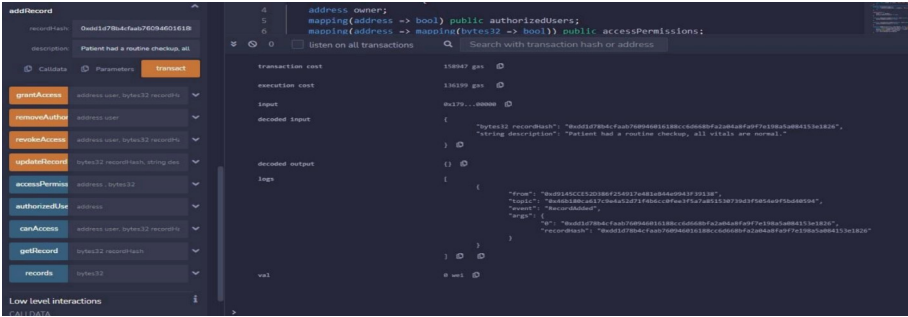 addRecord
recordHash: 0xdd1d78b4cfaab760946016188
description: Patient had a routine checkup, all
Calldata Parameters transact
grantAccess address user, bytes32 recordHa
removeAuthor address user
revokeAccess address user, bytes32 recordHa
updateRecord bytes32 recordHash, string des
accessPermiss address , bytes32
authorizedUse address
canAccess address user, bytes32 recordHa
getRecord bytes32 recordHash
records bytes32
Low level interactions i
CALLDATA
4 address owner;
5 mapping(address => bool) public authorizedUsers;
6 mapping(address => mapping(bytes32 => bool)) public accessPermissions;
0 listen on all transactions Search with transaction hash or address
transaction cost 158947 gas
execution cost 136199 gas
input 0x179...00000
decoded input {
"bytes32 recordHash":
"string description": "Patient had a routine checkup, all vitals are normal."
}
decoded output {}
logs [
{
"from":
"topic":
"event": "RecordAdded",
"args": {
"0":
"recordHash":
}
}
]
val 0 wei
>